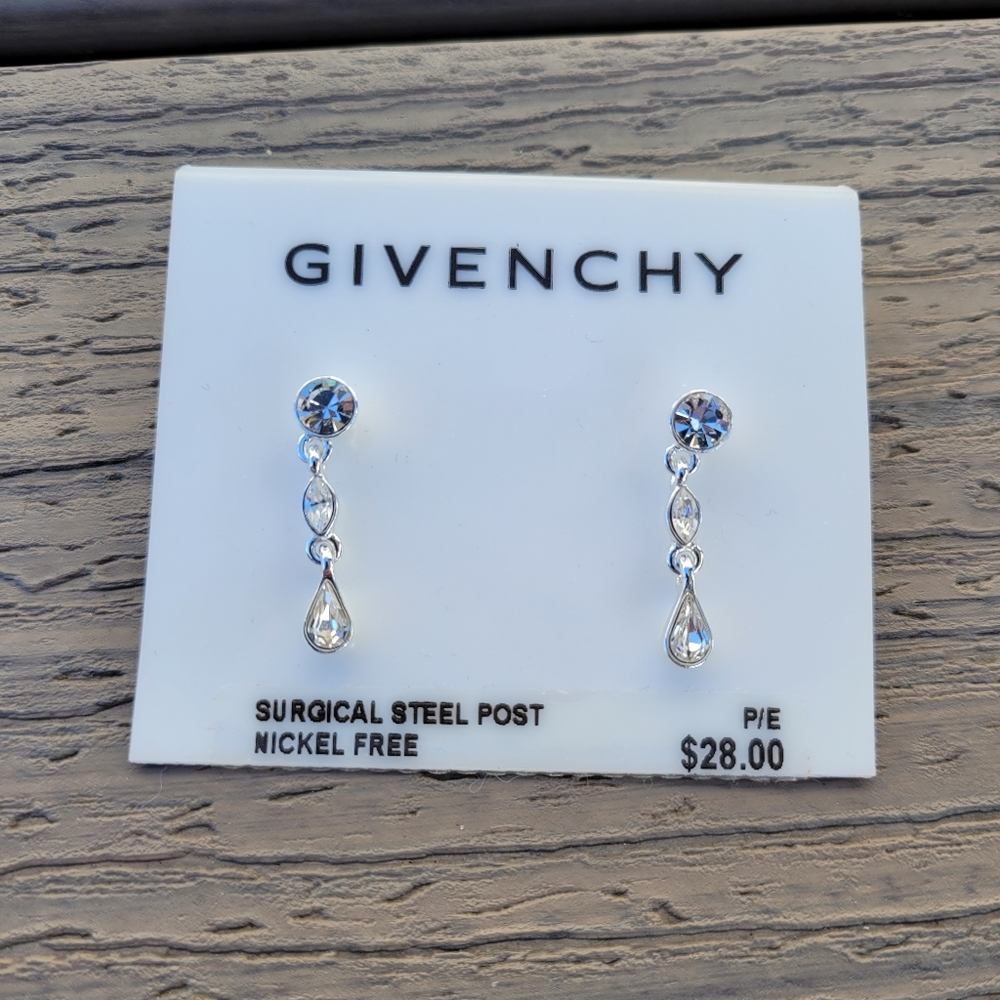 GIVENCHY
SURGICAL STEEL POST
NICKEL FREE
P/E
$28.00